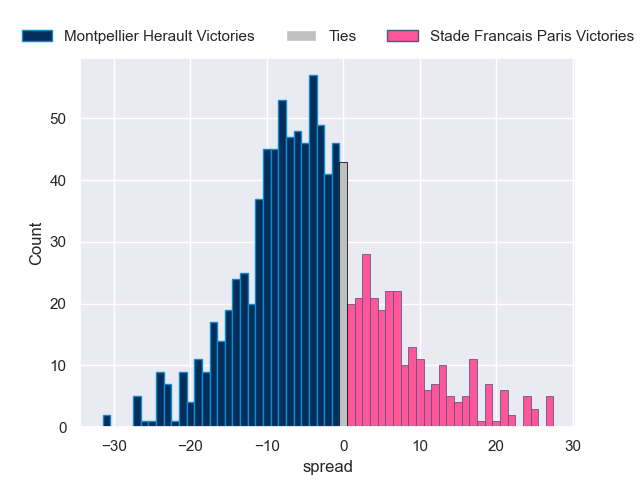 Montpellier Herault Victories Ties Stade Francais Paris Victories
50
40
30
20
10
0
Count
−30 −20 −10 0 10 20 30
spread